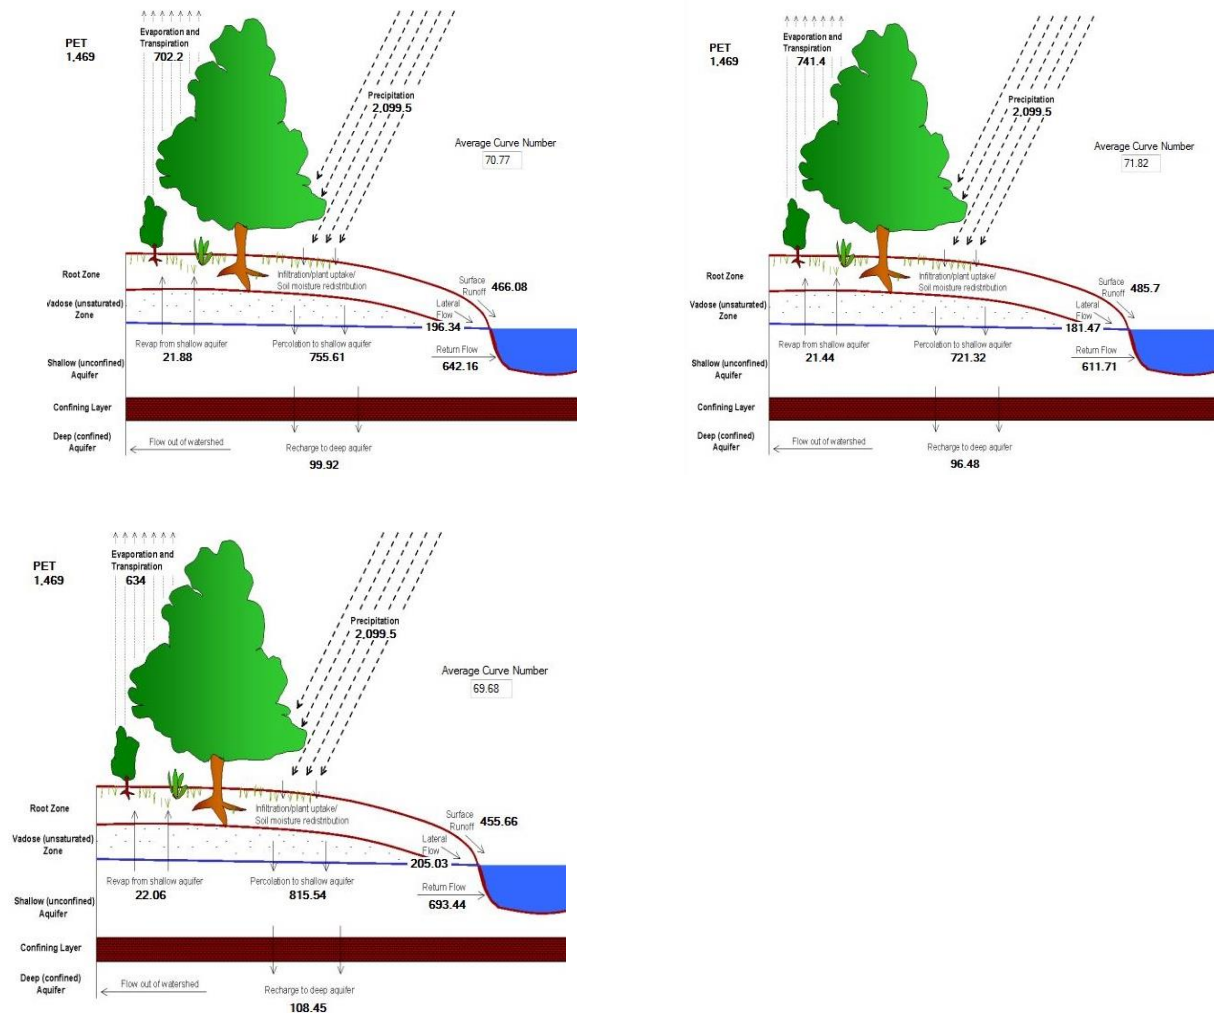 PET
1,469
Evaporation and
Transpiration
702.2
Precipitation
2,099.5
Average Curve Number
70.77
Root Zone
Infiltration/plant uptake/
Soil moisture redistribution
Surface
Runoff
466.08
Vadose (unsaturated)
Zone
Lateral
Flow
196.34
Revap from shallow aquifer
21.88
Percolation to shallow aquifer
755.61
Return Flow
642.16
Shallow (unconfined)
Aquifer
Confining Layer
Deep (confined)
Aquifer
Flow out of watershed
Recharge to deep aquifer
99.92
PET
1,469
Evaporation and
Transpiration
741.4
Precipitation
2,099.5
Average Curve Number
71.82
Root Zone
Infiltration/plant uptake/
Soil moisture redistribution
Surface
Runoff
485.7
Vadose (unsaturated)
Zone
Lateral
Flow
181.47
Revap from shallow aquifer
21.44
Percolation to shallow aquifer
721.32
Return Flow
611.71
Shallow (unconfined)
Aquifer
Confining Layer
Deep (confined)
Aquifer
Flow out of watershed
Recharge to deep aquifer
96.48
PET
1,469
Evaporation and
Transpiration
634
Precipitation
2,099.5
Average Curve Number
69.68
Root Zone
Infiltration/plant uptake/
Soil moisture redistribution
Surface
Runoff
455.66
Vadose (unsaturated)
Zone
Lateral
Flow
205.03
Revap from shallow aquifer
22.06
Percolation to shallow aquifer
815.54
Return Flow
693.44
Shallow (unconfined)
Aquifer
Confining Layer
Deep (confined)
Aquifer
Flow out of watershed
Recharge to deep aquifer
108.45